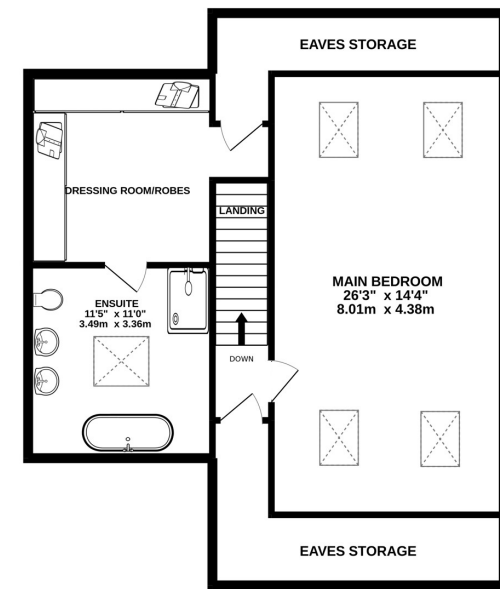 EAVES STORAGE
DRESSING ROOM/ROBES
LANDING
MAIN BEDROOM
26'3" x 14'4"
8.01m x 4.38m
ENSUITE
11'5" x 11'0"
3.49m x 3.36m
DOWN
EAVES STORAGE